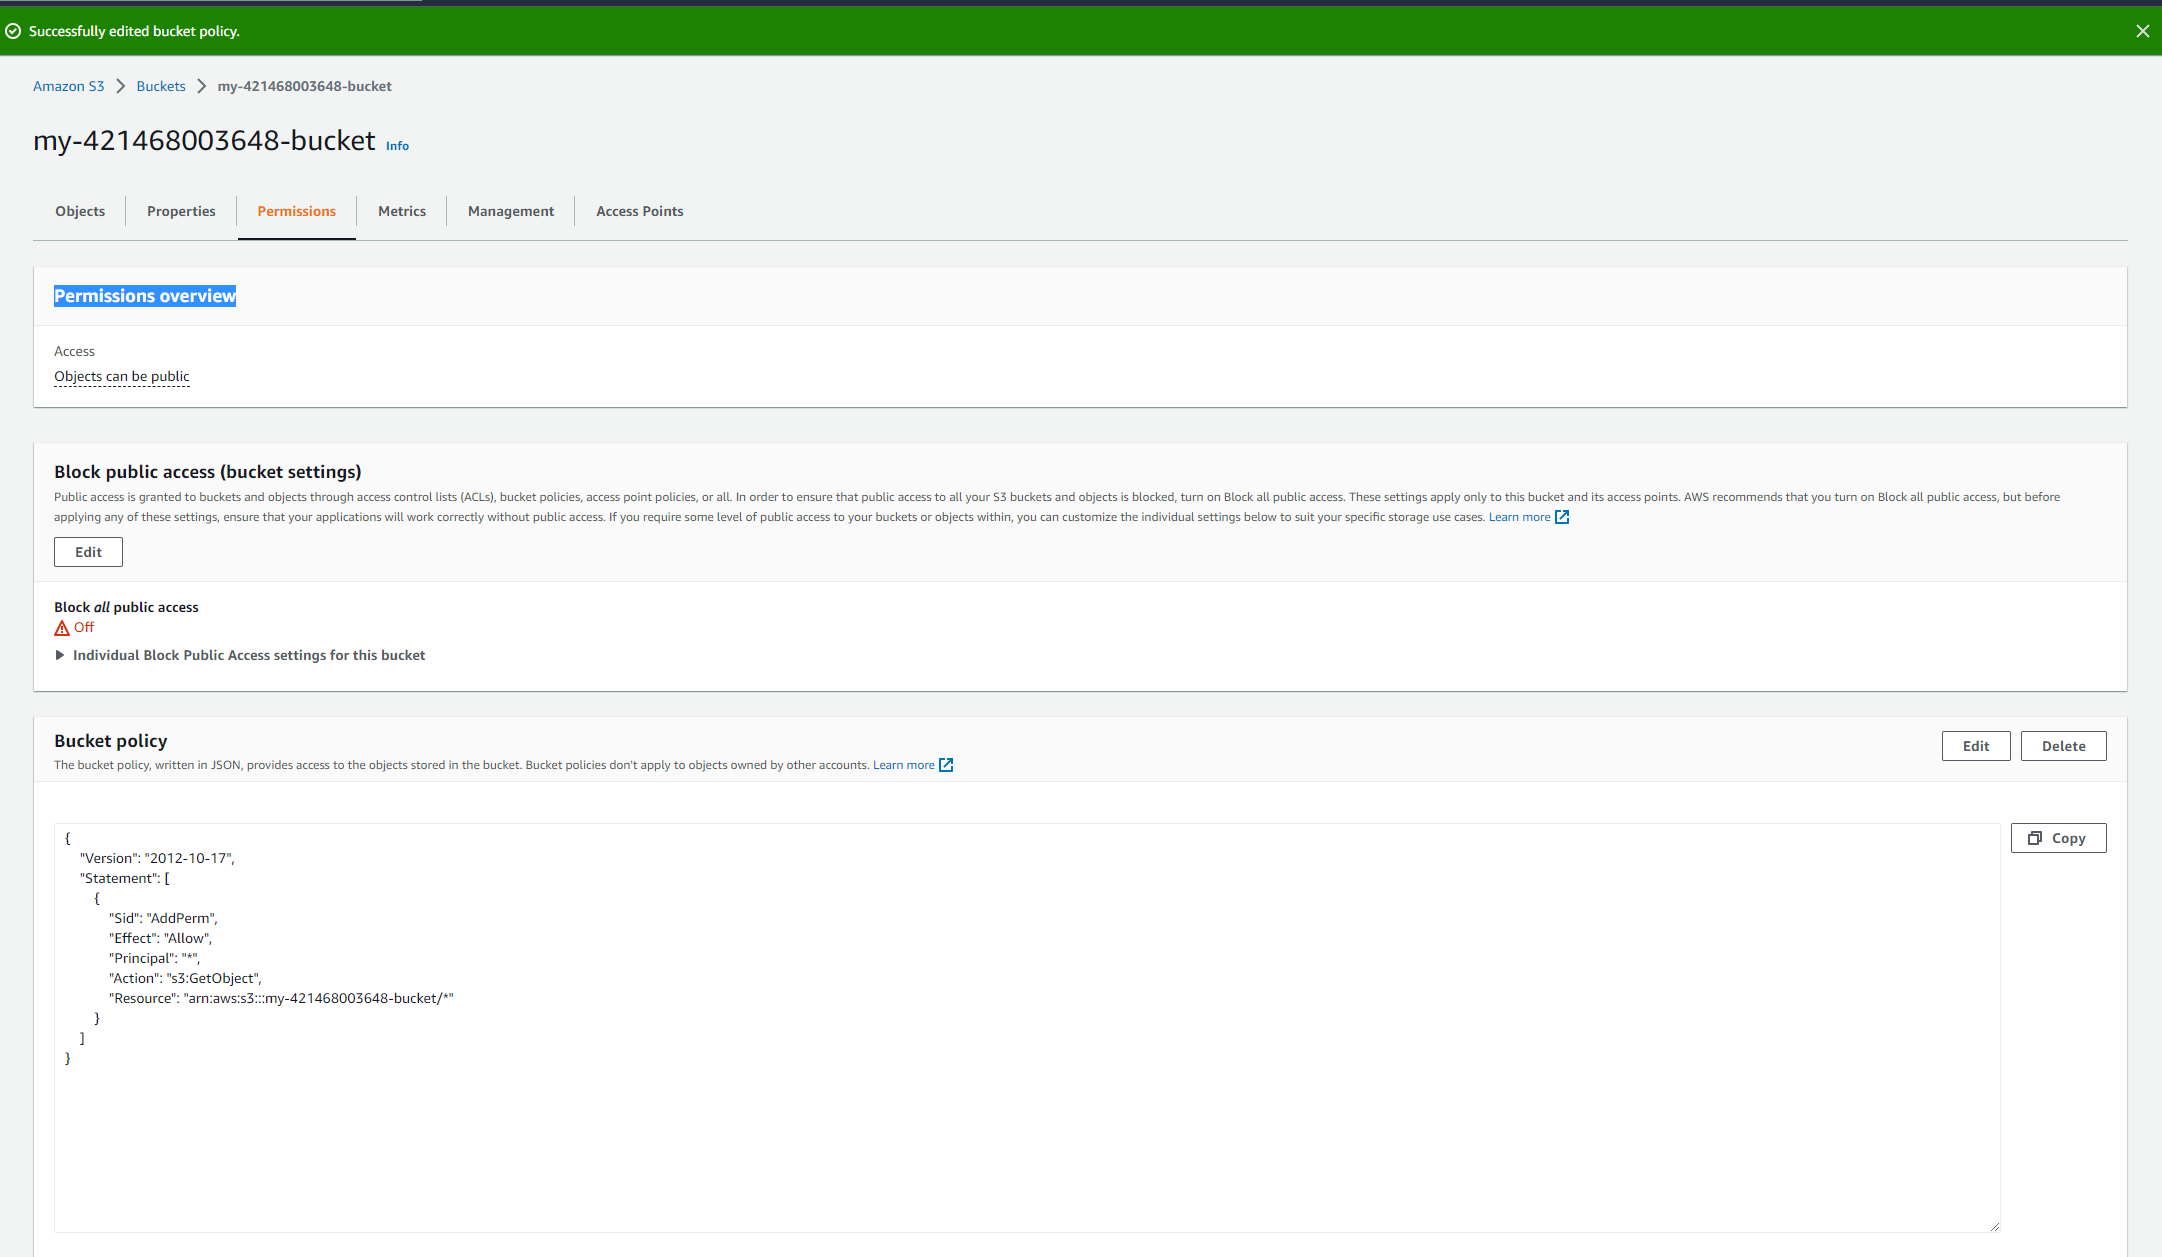 Successfully edited bucket policy.
Amazon S3 > Buckets > my-421468003648-bucket
my-421468003648-bucket Info
Objects Properties Permissions Metrics Management Access Points
Permissions overview
Access
Objects can be public
Block public access (bucket settings)
Public access is granted to buckets and objects through access control lists (ACLs), bucket policies, access point policies, or all. In order to ensure that public access to all your S3 buckets and objects is blocked, turn on Block all public access. These settings apply only to this bucket and its access points. AWS recommends that you turn on Block all public access, but before
applying any of these settings, ensure that your applications will work correctly without public access. If you require some level of public access to your buckets or objects within, you can customize the individual settings below to suit your specific storage use cases. Learn more
Edit
Block all public access
Off
Individual Block Public Access settings for this bucket
Bucket policy
Edit Delete
The bucket policy, written in JSON, provides access to the objects stored in the bucket. Bucket policies don't apply to objects owned by other accounts. Learn more
Copy
{
"Version": "2012-10-17",
"Statement": [
{
"Sid": "AddPerm",
"Effect": "Allow",
"Principal": "*",
"Action": "s3:GetObject",
"Resource": "arn:aws:s3:::my-421468003648-bucket/*"
}
]
}